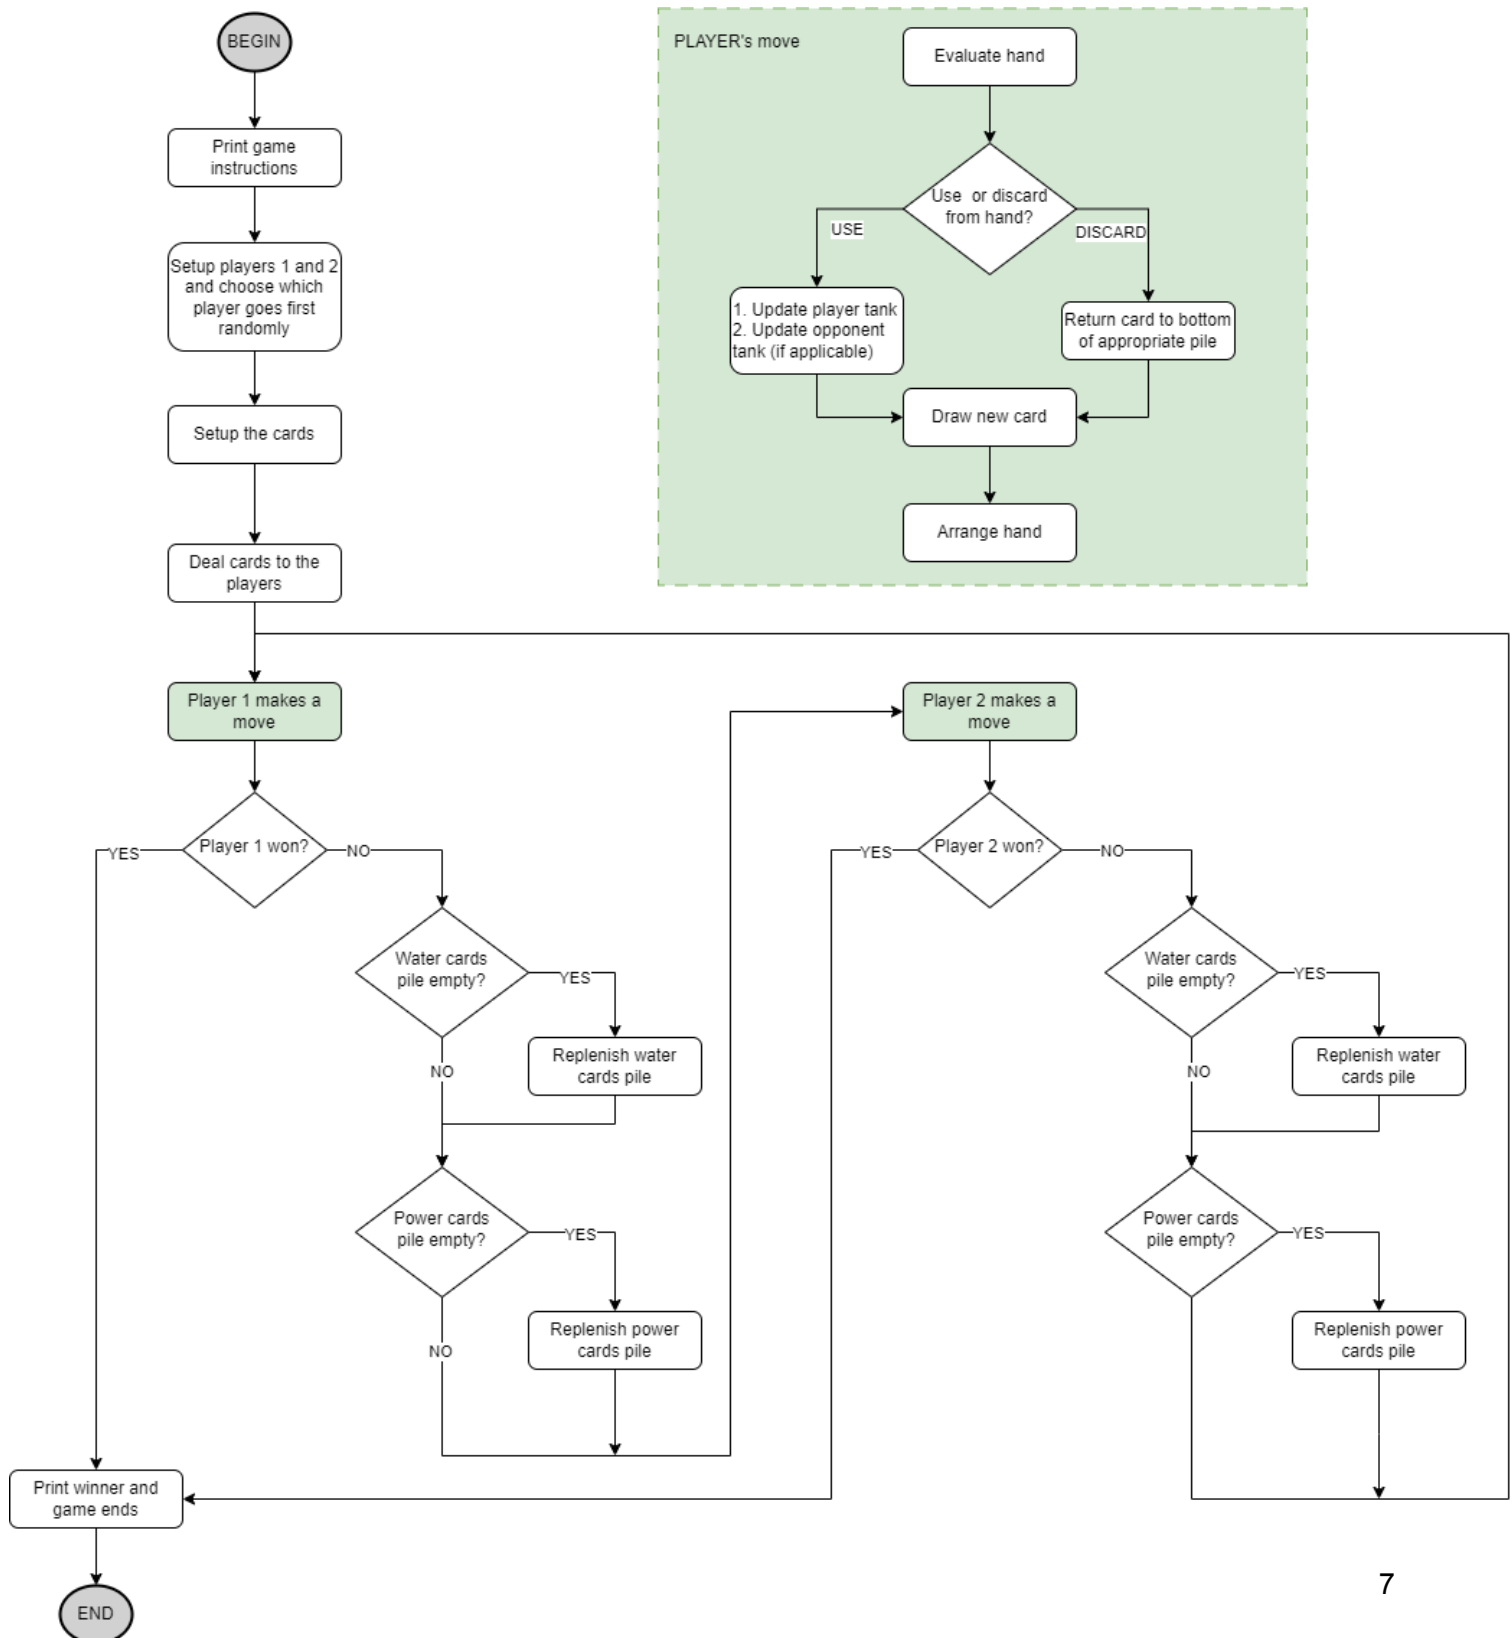 BEGIN
Print game
instructions
Setup players 1 and 2
and choose which
player goes first
randomly
Setup the cards
Deal cards to the
players
PLAYER's move
Evaluate hand
Use or discard
from hand?
USE
DISCARD
1. Update player tank
2. Update opponent
tank (if applicable)
Return card to bottom
of appropriate pile
Draw new card
Arrange hand
Player 1 makes a
move
Player 1 won?
YES
NO
Water cards
pile empty?
YES
NO
Replenish water
cards pile
Power cards
pile empty?
YES
NO
Replenish power
cards pile
Player 2 makes a
move
Player 2 won?
YES
NO
Water cards
pile empty?
YES
NO
Replenish water
cards pile
Power cards
pile empty?
YES
Replenish power
cards pile
Print winner and
game ends
END
7